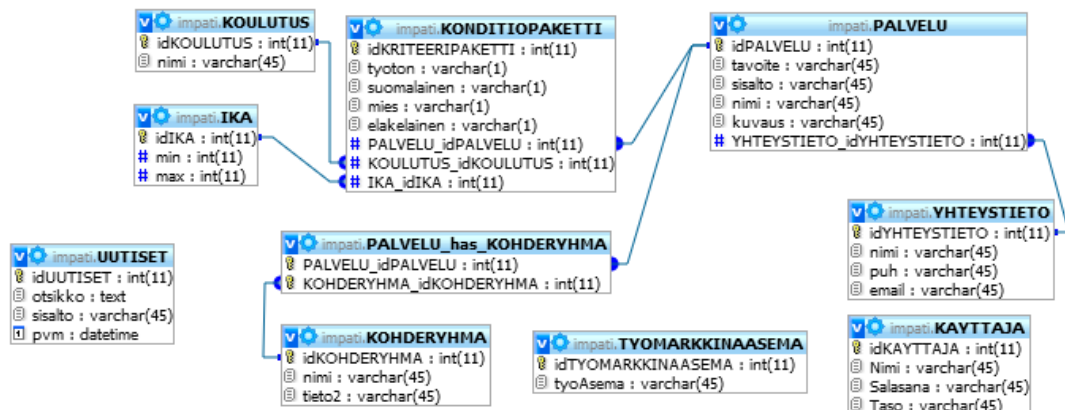 impati.KOULUTUS
idKOULUTUS : int(11)
nimi : varchar(45)
impati.IKA
idIKA : int(11)
min : int(11)
max : int(11)
impati.KONDITIOPAKETTI
idKRITEERIPAKETTI : int(11)
tyoton : varchar(1)
suomalainen : varchar(1)
mies : varchar(1)
elakelainen : varchar(1)
# PALVELU_idPALVELU : int(11)
# KOULUTUS_idKOULUTUS : int(11)
# IKA_idIKA : int(11)
impati.PALVELU
idPALVELU : int(11)
tavoite : varchar(45)
sisalto : varchar(45)
nimi : varchar(45)
kuvaus : varchar(45)
# YHTEYSTIETO_idYHTEYSTIETO : int(11)
impati.UUTISET
idUUTISET : int(11)
otsikko : text
sisalto : varchar(45)
pvm : datetime
impati.PALVELU_has_KOHDERYHMA
PALVELU_idPALVELU : int(11)
KOHDERYHMA_idKOHDERYHMA : int(11)
impati.YHTEYSTIETO
idYHTEYSTIETO : int(11)
nimi : varchar(45)
puh : varchar(45)
email : varchar(45)
impati.KOHDERYHMA
idKOHDERYHMA : int(11)
nimi : varchar(45)
tieto2 : varchar(45)
impati.TYOMARKKINAASEMA
idTYOMARKKINAASEMA : int(11)
tyoAsema : varchar(45)
impati.KAYTTAJA
idKAYTTAJA : int(11)
Nimi : varchar(45)
Salasana : varchar(45)
Taso : varchar(45)